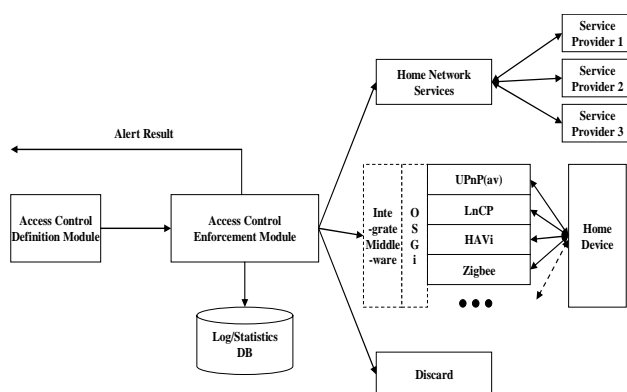 Service
Provider 1
Home Network
Services
Service
Provider 2
Service
Provider 3
Alert Result
Access Control
Definition Module
Access Control
Enforcement Module
Inte
-grate
Middle
-ware
O
S
G
i
UPnP(av)
LnCP
HAVi
Zigbee
Home
Device
Log/Statistics
DB
Discard